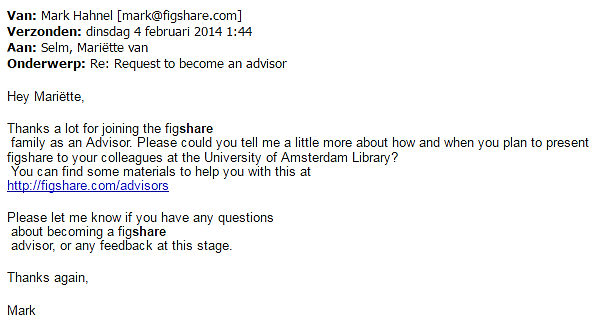 Van: Mark Hahnel [mark@figshare.com]
Verzonden: dinsdag 4 februari 2014 1:44
Aan: Selm, Mariëtte van
Onderwerp: Re: Request to become an advisor
Hey Mariëtte,
Thanks a lot for joining the figshare
family as an Advisor. Please could you tell me a little more about how and when you plan to present
figshare to your colleagues at the University of Amsterdam Library?
You can find some materials to help you with this at
http://figshare.com/advisors
Please let me know if you have any questions
about becoming a figshare
advisor, or any feedback at this stage.
Thanks again,
Mark